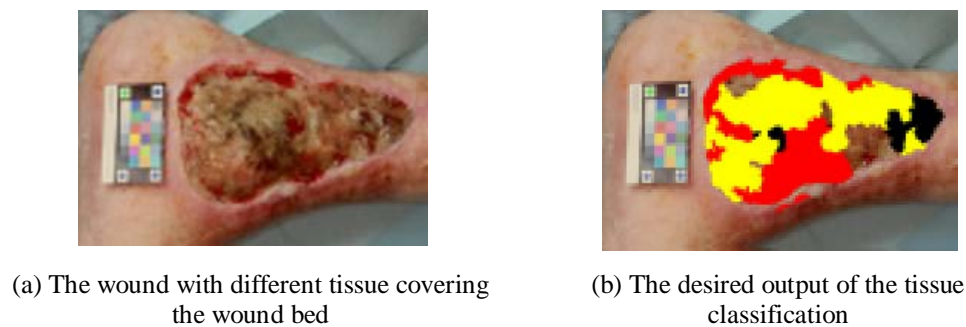 (a) The wound with different tissue covering
the wound bed
(b) The desired output of the tissue
classification